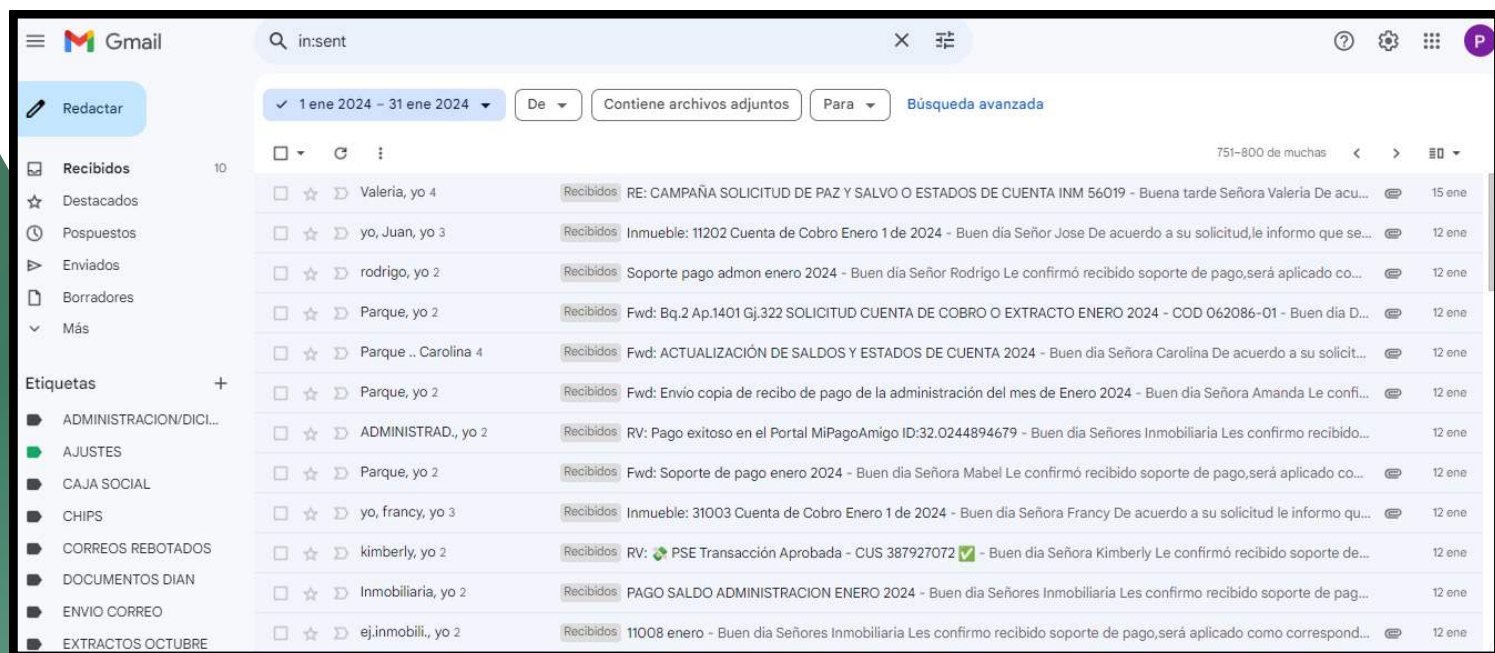 Gmail
in:sent
P
Redactar
1 ene 2024 – 31 ene 2024 De Contiene archivos adjuntos Para Búsqueda avanzada
751–800 de muchas
Recibidos 10
Destacados
Pospuestos
Enviados
Borradores
Más
Etiquetas +
ADMINISTRACION/DICI...
AJUSTES
CAJA SOCIAL
CHIPS
CORREOS REBOTADOS
DOCUMENTOS DIAN
ENVIO CORREO
EXTRACTOS OCTUBRE
Valeria, yo 4 Recibidos RE: CAMPAÑA SOLICITUD DE PAZ Y SALVO O ESTADOS DE CUENTA INM 56019 - Buena tarde Señora Valeria De acu... 15 ene
yo, Juan, yo 3 Recibidos Inmueble: 11202 Cuenta de Cobro Enero 1 de 2024 - Buen día Señor Jose De acuerdo a su solicitud,le informo que se... 12 ene
rodrigo, yo 2 Recibidos Soporte pago admon enero 2024 - Buen día Señor Rodrigo Le confirmó recibido soporte de pago,será aplicado co... 12 ene
Parque, yo 2 Recibidos Fwd: Bq.2 Ap.1401 Gj.322 SOLICITUD CUENTA DE COBRO O EXTRACTO ENERO 2024 - COD 062086-01 - Buen dia D... 12 ene
Parque .. Carolina 4 Recibidos Fwd: ACTUALIZACIÓN DE SALDOS Y ESTADOS DE CUENTA 2024 - Buen dia Señora Carolina De acuerdo a su solicit... 12 ene
Parque, yo 2 Recibidos Fwd: Envío copia de recibo de pago de la administración del mes de Enero 2024 - Buen dia Señora Amanda Le confi... 12 ene
ADMINISTRAD., yo 2 Recibidos RV: Pago exitoso en el Portal MiPagoAmigo ID:32.0244894679 - Buen dia Señores Inmobiliaria Les confirmo recibido... 12 ene
Parque, yo 2 Recibidos Fwd: Soporte de pago enero 2024 - Buen dia Señora Mabel Le confirmó recibido soporte de pago,será aplicado co... 12 ene
yo, francy, yo 3 Recibidos Inmueble: 31003 Cuenta de Cobro Enero 1 de 2024 - Buen dia Señora Francy De acuerdo a su solicitud le informo qu... 12 ene
kimberly, yo 2 Recibidos RV: 💸 PSE Transacción Aprobada - CUS 387927072 ✅ - Buen dia Señora Kimberly Le confirmó recibido soporte de... 12 ene
Inmobiliaria, yo 2 Recibidos PAGO SALDO ADMINISTRACION ENERO 2024 - Buen dia Señores Inmobiliaria Les confirmo recibido soporte de pag... 12 ene
ej.inmobili., yo 2 Recibidos 11008 enero - Buen dia Señores Inmobiliaria Les confirmo recibido soporte de pago,será aplicado como correspond... 12 ene